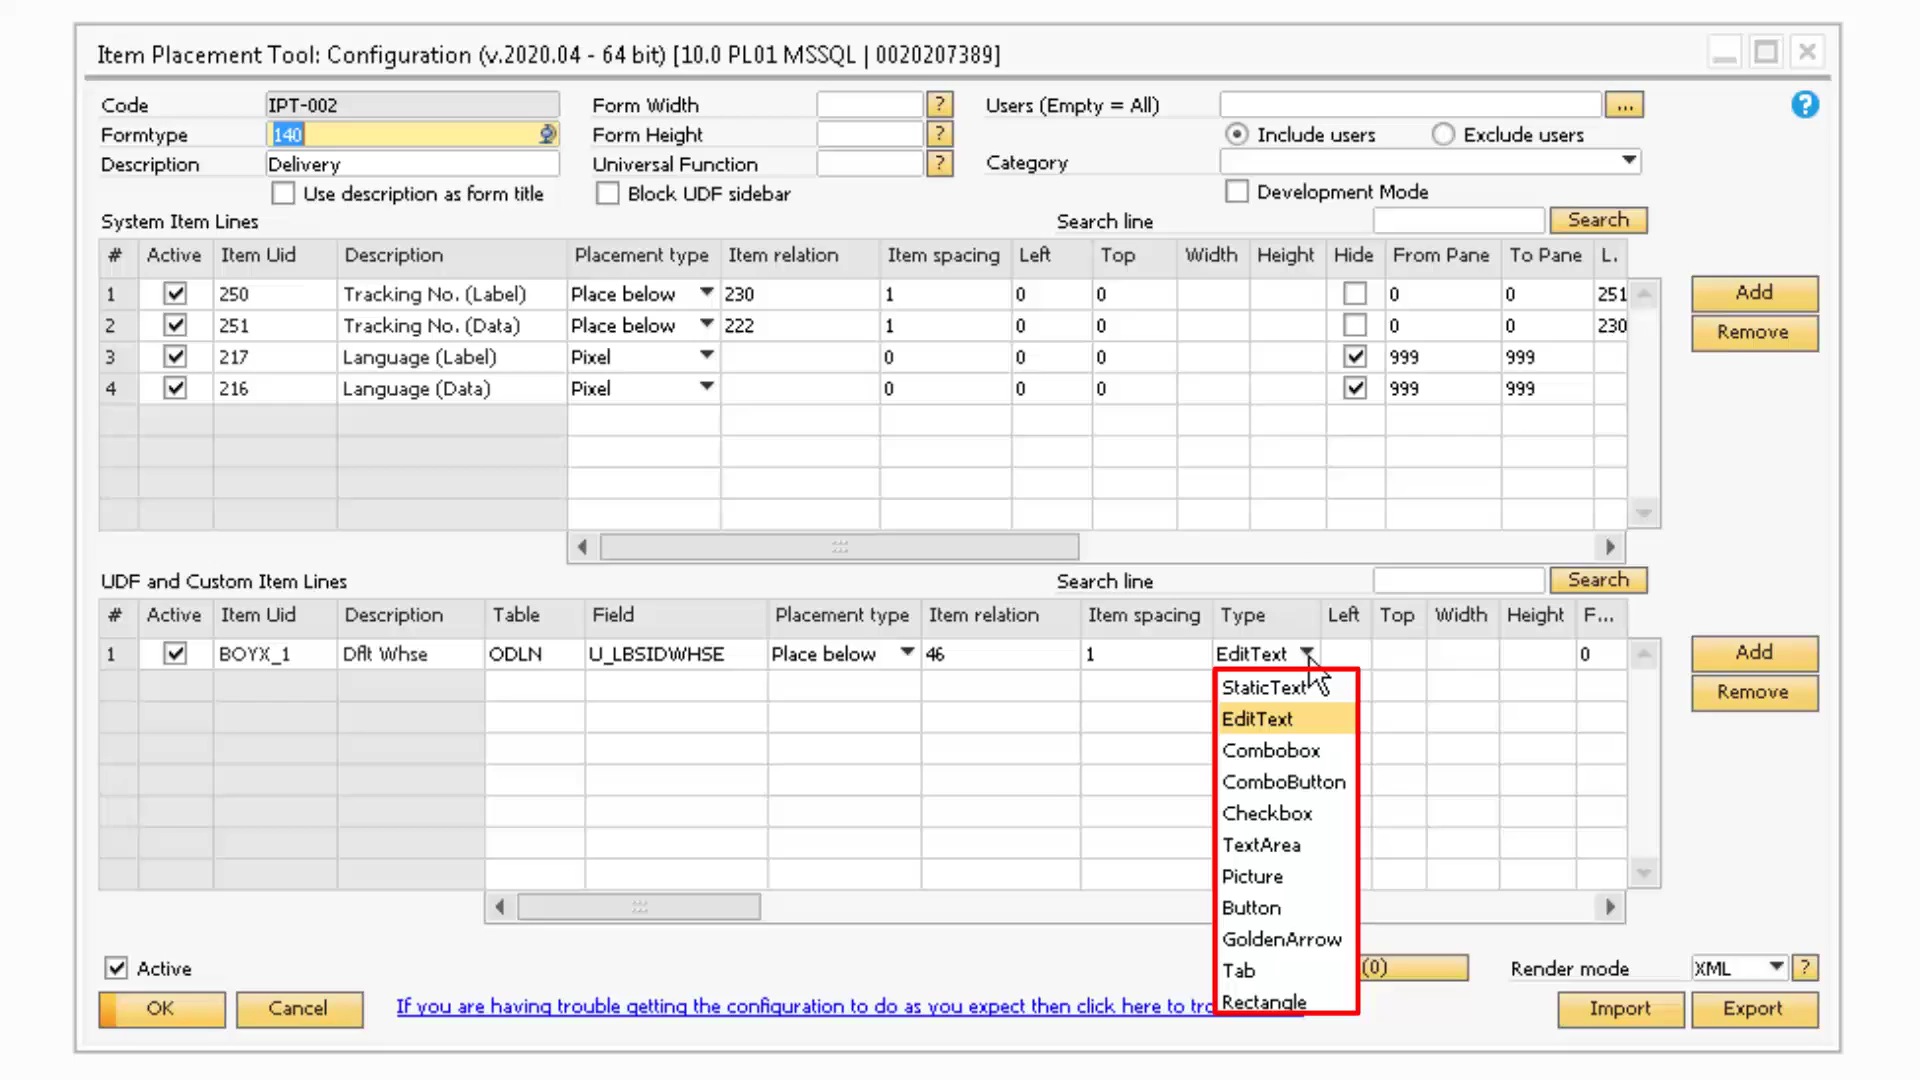 Item Placement Tool: Configuration (v.2020.04 - 64 bit) [10.0 PL01 MSSQL | 0020207389]
Code IPT-002 Form Width ? Users (Empty = All) ... ?
Formtype 140 Form Height ? Include users Exclude users
Description Delivery Universal Function ? Category
Use description as form title Block UDF sidebar Development Mode
System Item Lines Search line Search
# Active Item Uid Description Placement type Item relation Item spacing Left Top Width Height Hide From Pane To Pane L.
1 250 Tracking No. (Label) Place below 230 1 0 0 0 0 251 Add
2 251 Tracking No. (Data) Place below 222 1 0 0 0 0 230 Remove
3 217 Language (Label) Pixel 0 0 0 999 999
4 216 Language (Data) Pixel 0 0 0 999 999
UDF and Custom Item Lines Search line Search
# Active Item Uid Description Table Field Placement type Item relation Item spacing Type Left Top Width Height F...
1 BOYX_1 Dflt Whse ODLN U_LBSIDWHSE Place below 46 1 EditText 0 Add
Remove
StaticText
EditText
Combobox
ComboButton
Checkbox
TextArea
Picture
Button
GoldenArrow
Tab
Rectangle
Active (0) Render mode XML ?
OK Cancel If you are having trouble getting the configuration to do as you expect then click here to tro Import Export